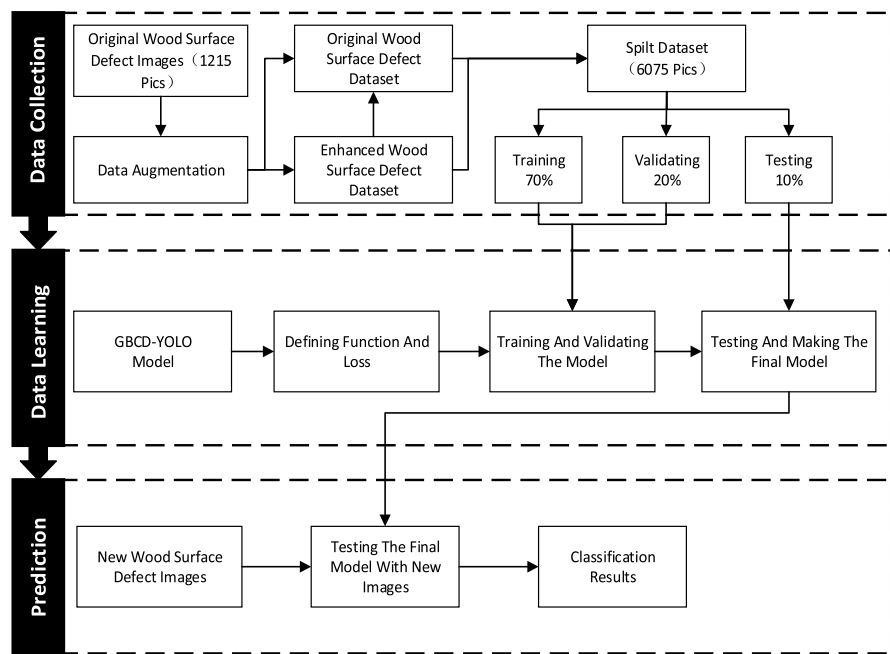 Data Collection
Original Wood Surface
Defect Images（1215
Pics）
Original Wood
Surface Defect
Dataset
Spilt Dataset
（6075 Pics）
Data Augmentation
Enhanced Wood
Surface Defect
Dataset
Training
70%
Validating
20%
Testing
10%
Data Learning
GBCD-YOLO
Model
Defining Function And
Loss
Training And Validating
The Model
Testing And Making The
Final Model
Prediction
New Wood Surface
Defect Images
Testing The Final
Model With New
Images
Classification
Results